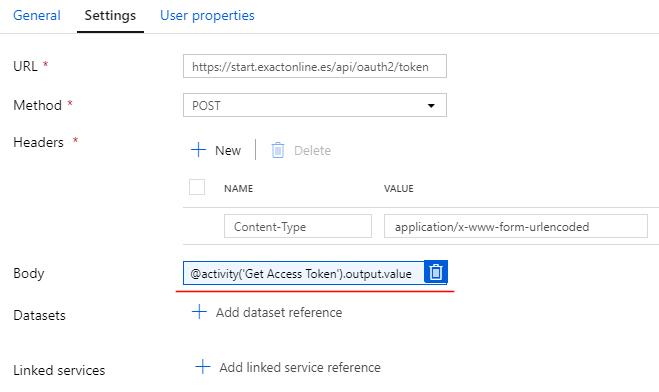 General Settings User properties
URL * https://start.exactonline.es/api/oauth2/token
Method * POST
Headers * New Delete
NAME VALUE
Content-Type application/x-www-form-urlencoded
Body @activity('Get Access Token').output.value
Datasets Add dataset reference
Linked services Add linked service reference